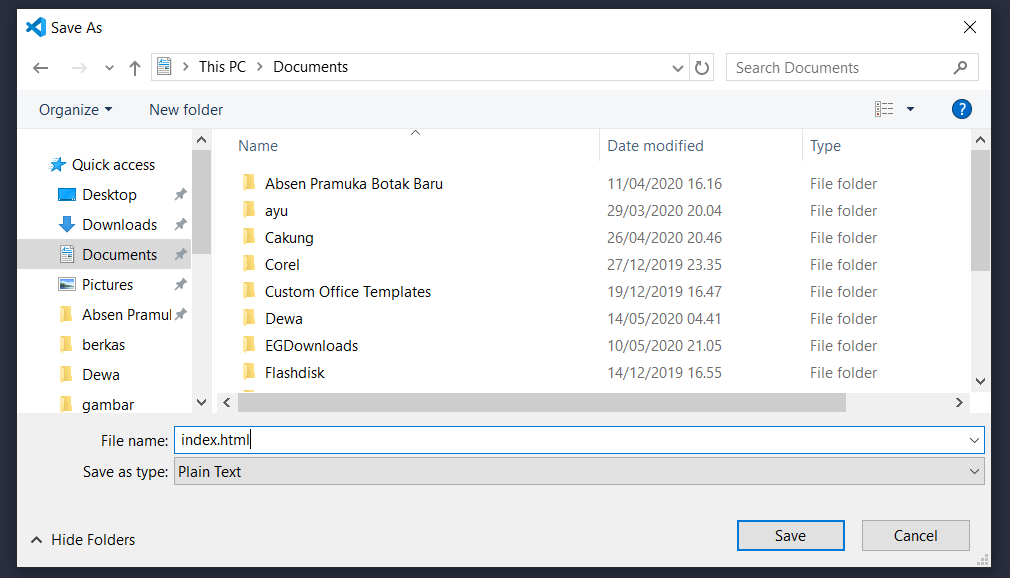 Save As
This PC > Documents
Search Documents
Organize
New folder
?
Name Date modified Type
Quick access
Desktop
Downloads
Documents
Pictures
Absen Pramul
berkas
Dewa
gambar
Absen Pramuka Botak Baru 11/04/2020 16.16 File folder
ayu 29/03/2020 20.04 File folder
Cakung 26/04/2020 20.46 File folder
Corel 27/12/2019 23.35 File folder
Custom Office Templates 19/12/2019 16.47 File folder
Dewa 14/05/2020 04.41 File folder
EGDownloads 10/05/2020 21.05 File folder
Flashdisk 14/12/2019 16.55 File folder
File name: index.html
Save as type: Plain Text
Hide Folders
Save
Cancel